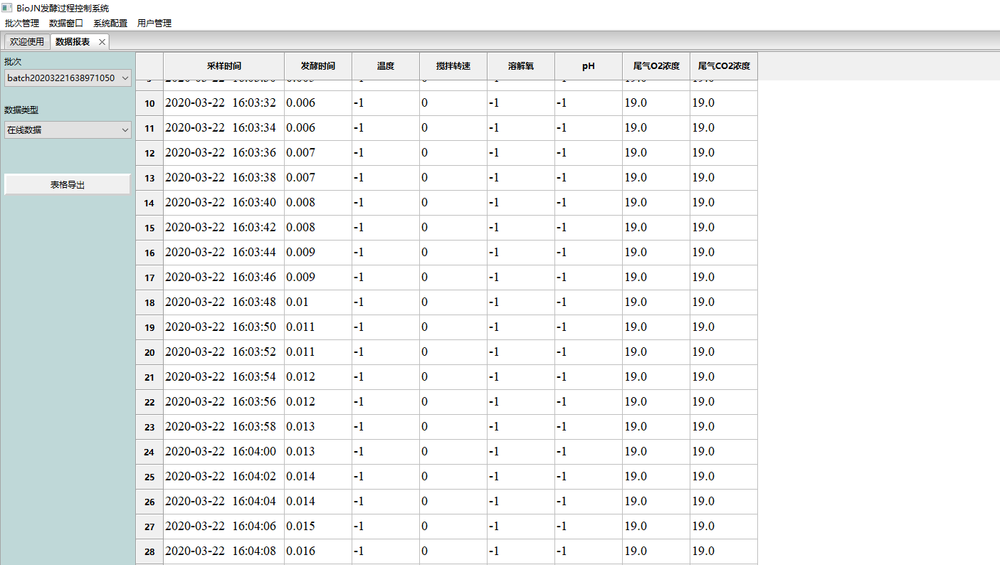 BioJN发酵过程控制系统
批次管理 数据窗口 系统配置 用户管理
欢迎使用 数据报表
批次
batch20203221638971050
数据类型
在线数据
表格导出
采样时间 发酵时间 温度 搅拌转速 溶解氧 pH 尾气O2浓度 尾气CO2浓度
10 2020-03-22 16:03:32 0.006 -1 0 -1 -1 19.0 19.0
11 2020-03-22 16:03:34 0.006 -1 0 -1 -1 19.0 19.0
12 2020-03-22 16:03:36 0.007 -1 0 -1 -1 19.0 19.0
13 2020-03-22 16:03:38 0.007 -1 0 -1 -1 19.0 19.0
14 2020-03-22 16:03:40 0.008 -1 0 -1 -1 19.0 19.0
15 2020-03-22 16:03:42 0.008 -1 0 -1 -1 19.0 19.0
16 2020-03-22 16:03:44 0.009 -1 0 -1 -1 19.0 19.0
17 2020-03-22 16:03:46 0.009 -1 0 -1 -1 19.0 19.0
18 2020-03-22 16:03:48 0.01 -1 0 -1 -1 19.0 19.0
19 2020-03-22 16:03:50 0.011 -1 0 -1 -1 19.0 19.0
20 2020-03-22 16:03:52 0.011 -1 0 -1 -1 19.0 19.0
21 2020-03-22 16:03:54 0.012 -1 0 -1 -1 19.0 19.0
22 2020-03-22 16:03:56 0.012 -1 0 -1 -1 19.0 19.0
23 2020-03-22 16:03:58 0.013 -1 0 -1 -1 19.0 19.0
24 2020-03-22 16:04:00 0.013 -1 0 -1 -1 19.0 19.0
25 2020-03-22 16:04:02 0.014 -1 0 -1 -1 19.0 19.0
26 2020-03-22 16:04:04 0.014 -1 0 -1 -1 19.0 19.0
27 2020-03-22 16:04:06 0.015 -1 0 -1 -1 19.0 19.0
28 2020-03-22 16:04:08 0.016 -1 0 -1 -1 19.0 19.0